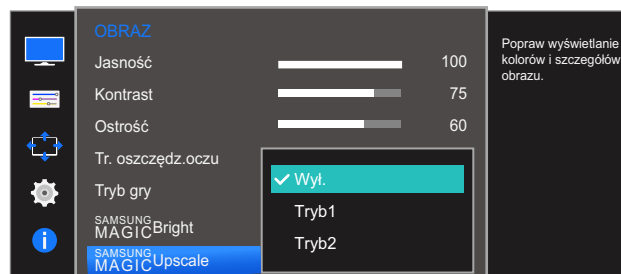 OBRAZ
Jasność 100
Kontrast 75
Ostrość 60
Tr. oszczędz.oczu
Tryb gry
SAMSUNG
MAGICBright
SAMSUNG
MAGICUpscale
Wył.
Tryb1
Tryb2
Popraw wyświetlanie
kolorów i szczegółów
obrazu.